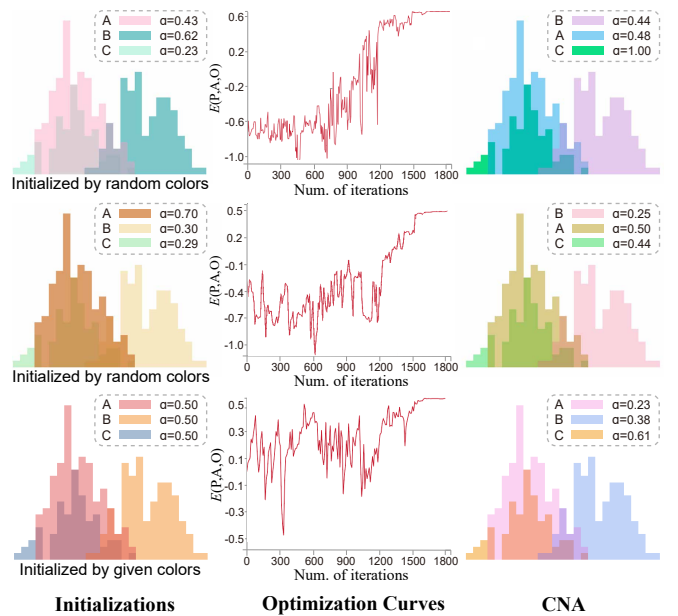 A α=0.43
B α=0.62
C α=0.23
Initialized by random colors
E(P,A,O)
0.6
0.2
-0.2
-0.6
-1.0
0 300 600 900 1200 1500 1800
Num. of iterations
B α=0.44
A α=0.48
C α=1.00
A α=0.70
B α=0.30
C α=0.29
Initialized by random colors
E(P,A,O)
0.5
0.2
-0.1
-0.4
-0.7
-1.0
0 300 600 900 1200 1500 1800
Num. of iterations
B α=0.25
A α=0.50
C α=0.44
A α=0.50
B α=0.50
C α=0.50
Initialized by given colors
E(P,A,O)
0.5
0.3
0.1
-0.1
-0.3
-0.5
0 300 600 900 1200 1500 1800
Num. of iterations
A α=0.23
B α=0.38
C α=0.61
Initializations Optimization Curves CNA